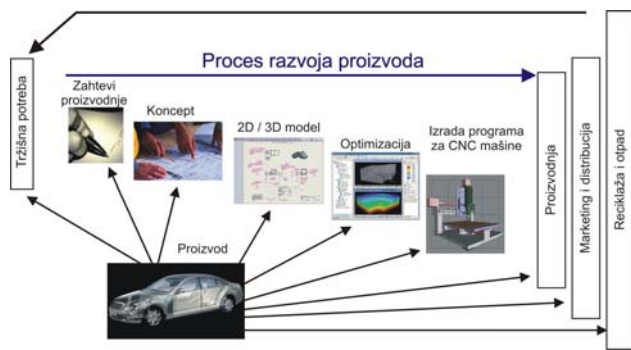 Proces razvoja proizvoda
Tržišna potreba
Zahtevi
proizvodnje
Koncept
2D / 3D model
Optimizacija
Izrada programa
za CNC mašine
Proizvodnja
Marketing i distribucija
Reciklaža i otpad
Proizvod